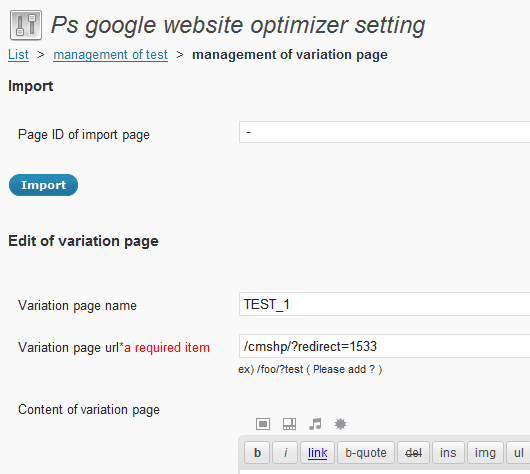 Ps google website optimizer setting
List > management of test > management of variation page
Import
Page ID of import page -
Import
Edit of variation page
Variation page name TEST_1
Variation page url*a required item /cmshp/?redirect=1533
ex) /foo/?test ( Please add ? )
Content of variation page
b i link b-quote del ins img ul